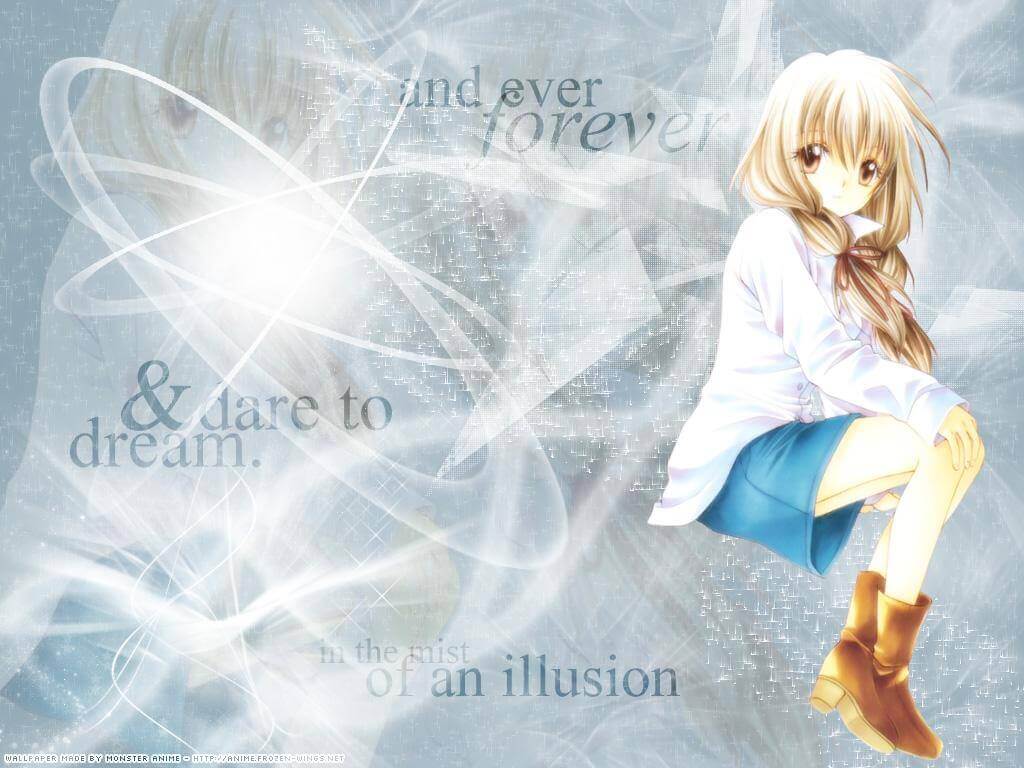 and ever
forever
& dare to
dream.
in the mist
of an illusion
WALLPAPER MADE BY MONSTER ANIME - HTTP://ANIME.FROZEN-WINGS.NET